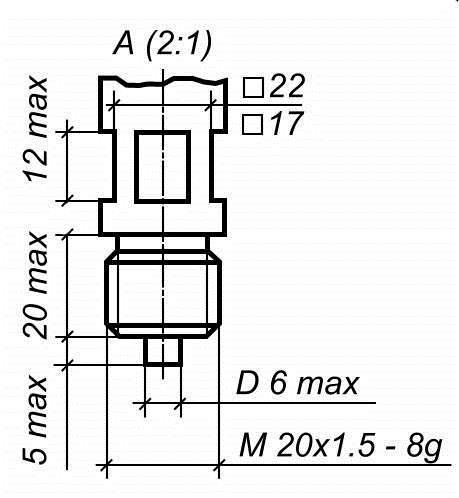 A (2:1)
□22
□17
12 max
20 max
5 max
D 6 max
M 20x1.5 - 8g